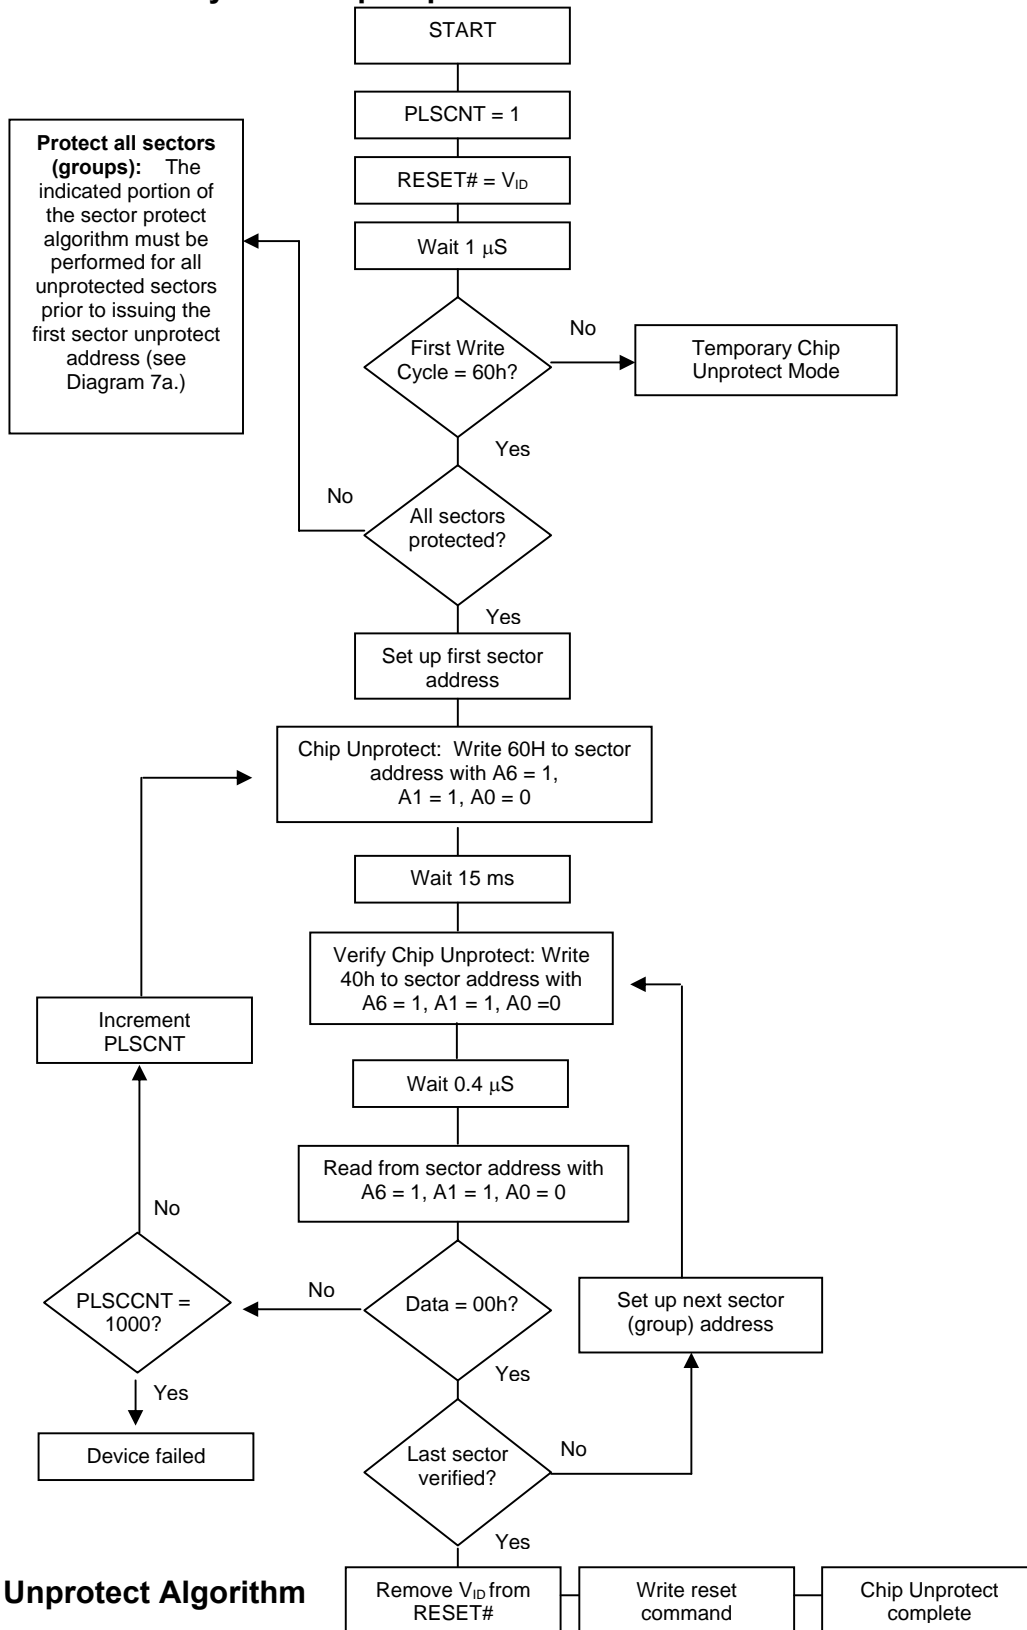 START
PLSCNT = 1
RESET# = VID
Wait 1 μS
Protect all sectors
(groups): The
indicated portion of
the sector protect
algorithm must be
performed for all
unprotected sectors
prior to issuing the
first sector unprotect
address (see
Diagram 7a.)
First Write
Cycle = 60h?
No
Temporary Chip
Unprotect Mode
Yes
No
All sectors
protected?
Yes
Set up first sector
address
Chip Unprotect: Write 60H to sector
address with A6 = 1,
A1 = 1, A0 = 0
Wait 15 ms
Verify Chip Unprotect: Write
40h to sector address with
A6 = 1, A1 = 1, A0 =0
Increment
PLSCNT
Wait 0.4 μS
Read from sector address with
A6 = 1, A1 = 1, A0 = 0
No
PLSCCNT =
1000?
No
Data = 00h?
Set up next sector
(group) address
Yes
Yes
Device failed
Last sector
verified?
No
Yes
Unprotect Algorithm
Remove VID from
RESET#
Write reset
command
Chip Unprotect
complete